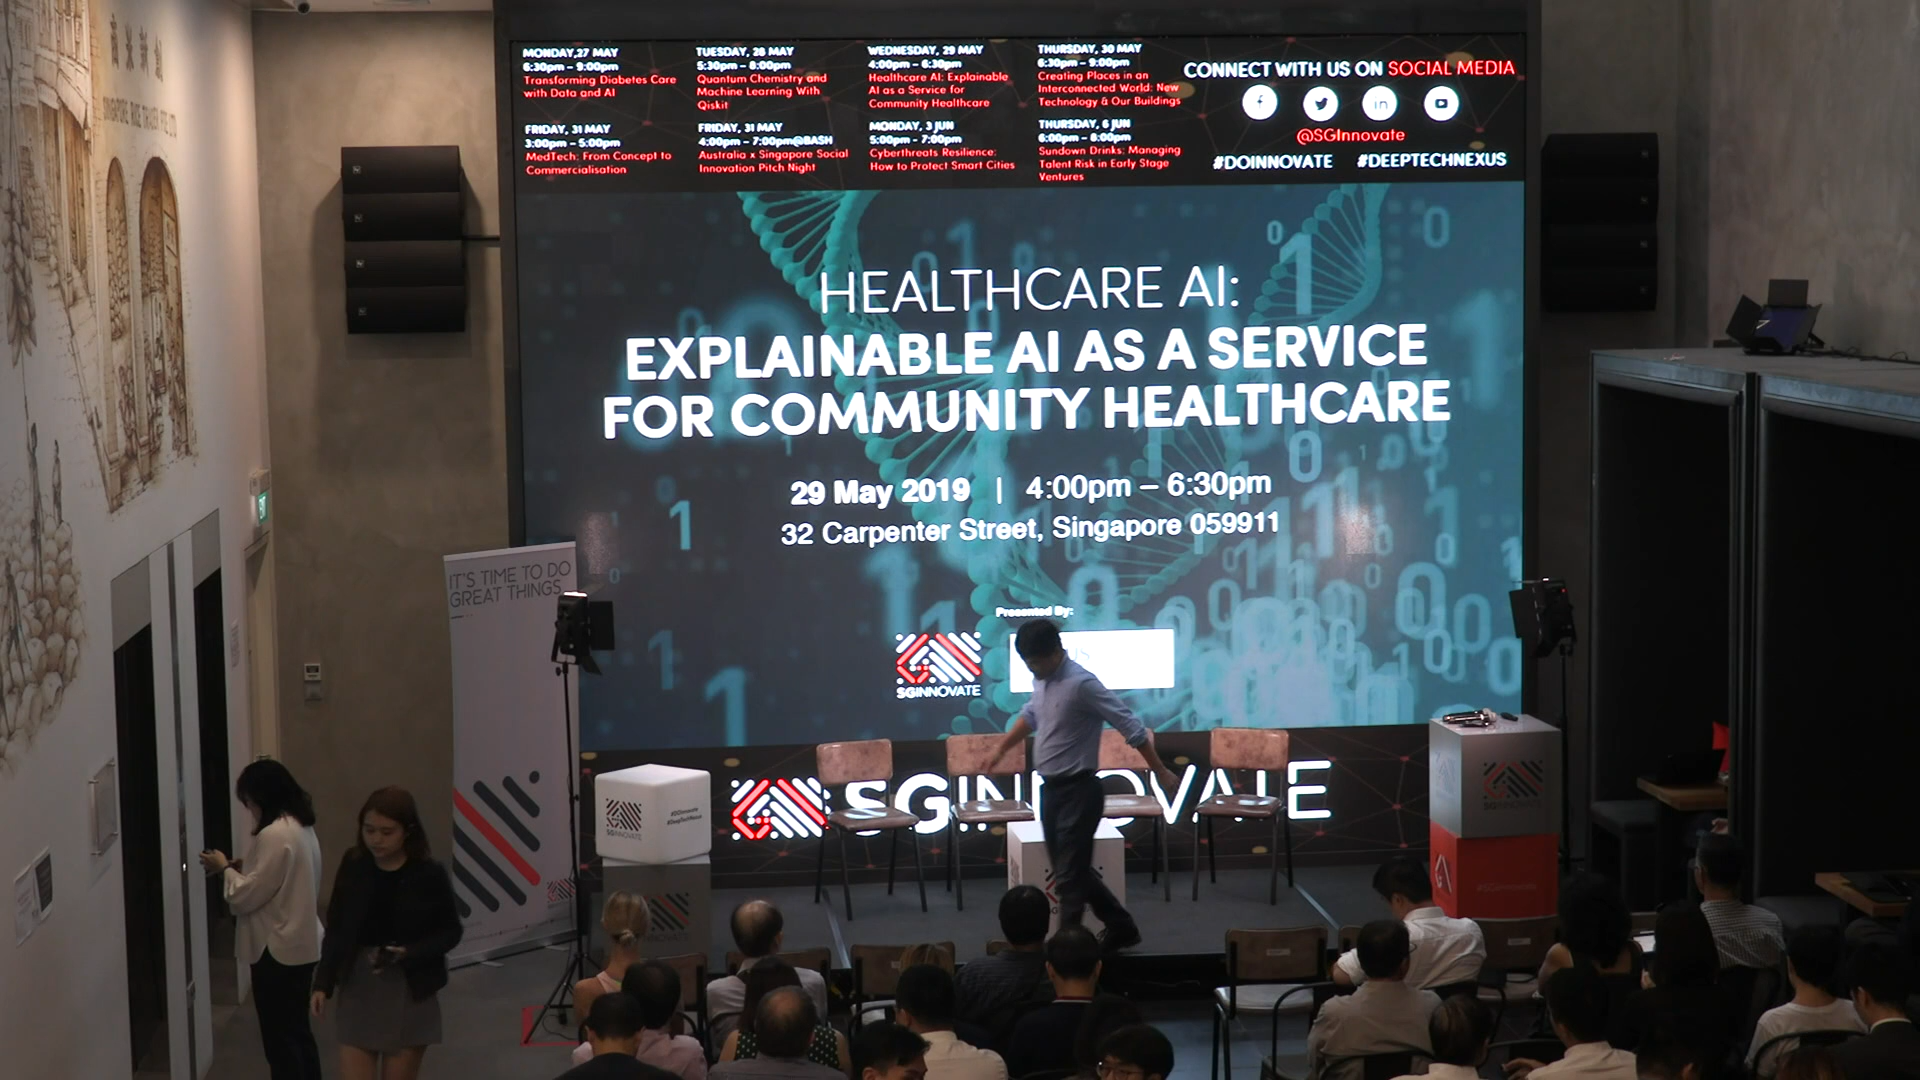 MONDAY, 27 MAY
6:30pm - 9:00pm
Transforming Diabetes Care
with Data and AI
TUESDAY, 28 MAY
5:30pm - 8:00pm
Quantum Chemistry and
Machine Learning With
Qiskit
WEDNESDAY, 29 MAY
4:00pm - 6:30pm
Healthcare AI: Explainable
AI as a Service for
Community Healthcare
THURSDAY, 30 MAY
6:30pm - 9:00pm
Creating Places in an
Interconnected World: New
Technology & Our Buildings
FRIDAY, 31 MAY
3:00pm - 5:00pm
MedTech: From Concept to
Commercialisation
FRIDAY, 31 MAY
4:00pm - 7:00pm@BASH
Australia x Singapore Social
Innovation Pitch Night
MONDAY, 3 JUN
5:00pm - 7:00pm
Cyberthreats Resilience:
How to Protect Smart Cities
THURSDAY, 6 JUN
6:00pm - 8:00pm
Sundown Drinks: Managing
Talent Risk in Early Stage
Ventures
CONNECT WITH US ON SOCIAL MEDIA
@SGInnovate
#DOINNOVATE #DEEPTECHNEXUS
HEALTHCARE AI:
EXPLAINABLE AI AS A SERVICE
FOR COMMUNITY HEALTHCARE
29 May 2019 | 4:00pm – 6:30pm
32 Carpenter Street, Singapore 059911
Presented By:
SGINNOVATE
IT'S TIME TO DO
GREAT THINGS
SGINNOVATE
SGINNOVATE
#SGInnovate
#DeepTechNexus
SGINNOVATE
#SGInnovate